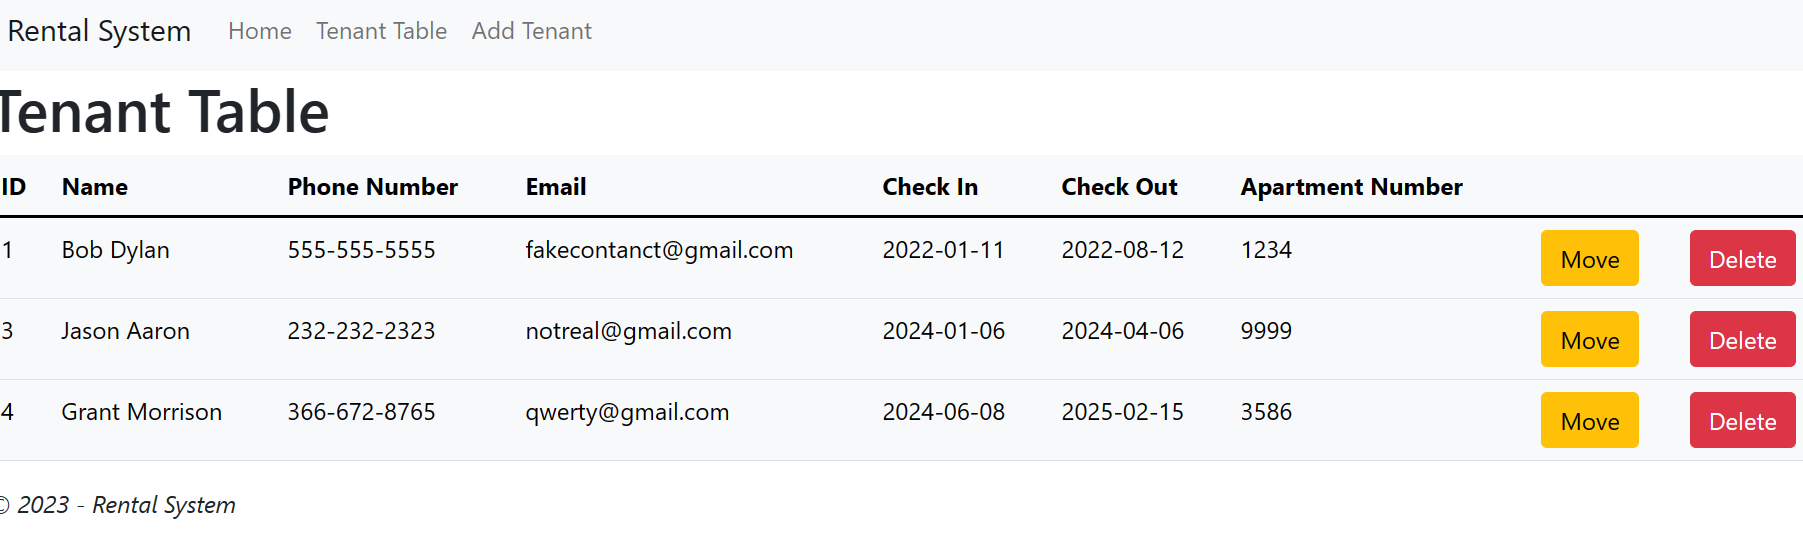 Rental System Home Tenant Table Add Tenant
Tenant Table
ID Name Phone Number Email Check In Check Out Apartment Number
1 Bob Dylan 555-555-5555 fakecontanct@gmail.com 2022-01-11 2022-08-12 1234 Move Delete
3 Jason Aaron 232-232-2323 notreal@gmail.com 2024-01-06 2024-04-06 9999 Move Delete
4 Grant Morrison 366-672-8765 qwerty@gmail.com 2024-06-08 2025-02-15 3586 Move Delete
© 2023 - Rental System